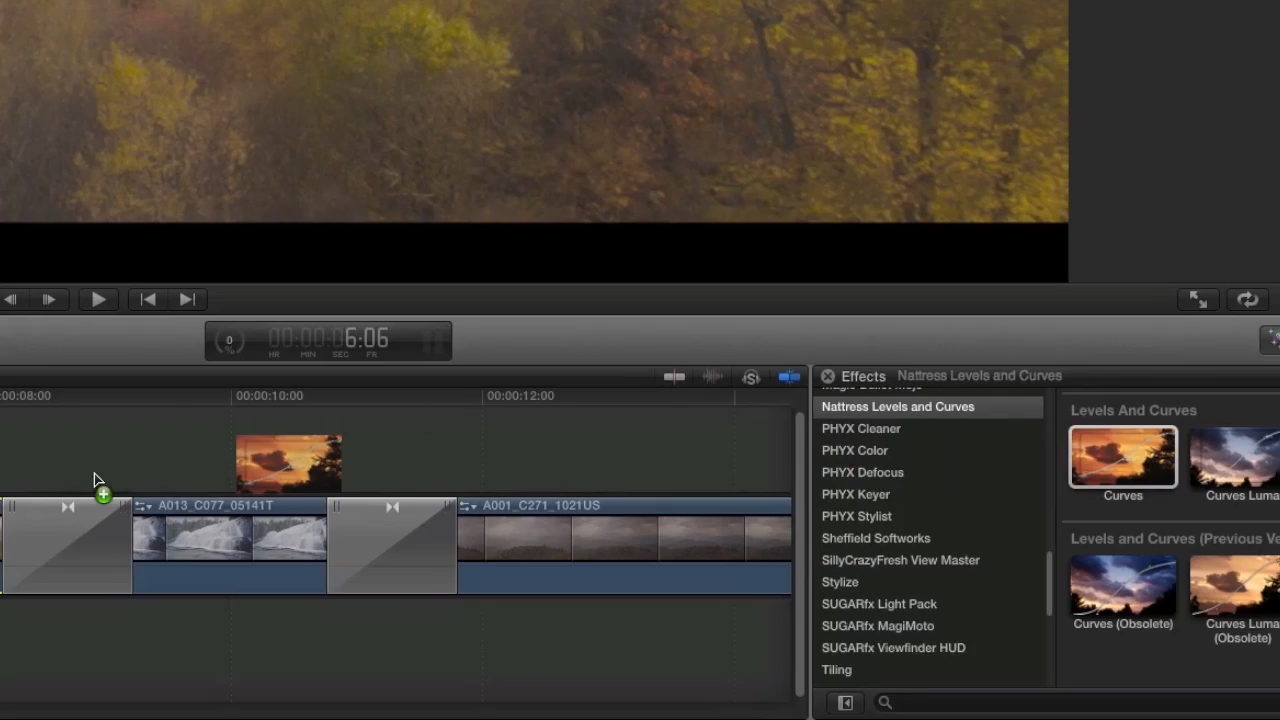 0
%
00:00:06:06
HR MIN SEC FR
:00:08:00
00:00:10:00
00:00:12:00
Effects
Nattress Levels and Curves
Nattress Levels and Curves
PHYX Cleaner
PHYX Color
PHYX Defocus
PHYX Keyer
PHYX Stylist
Sheffield Softworks
SillyCrazyFresh View Master
Stylize
SUGARfx Light Pack
SUGARfx MagiMoto
SUGARfx Viewfinder HUD
Tiling
Levels And Curves
Curves
Curves Luma
Levels and Curves (Previous Ve
Curves (Obsolete)
Curves Luma
(Obsolete)
A013_C077_05141T
A001_C271_1021US